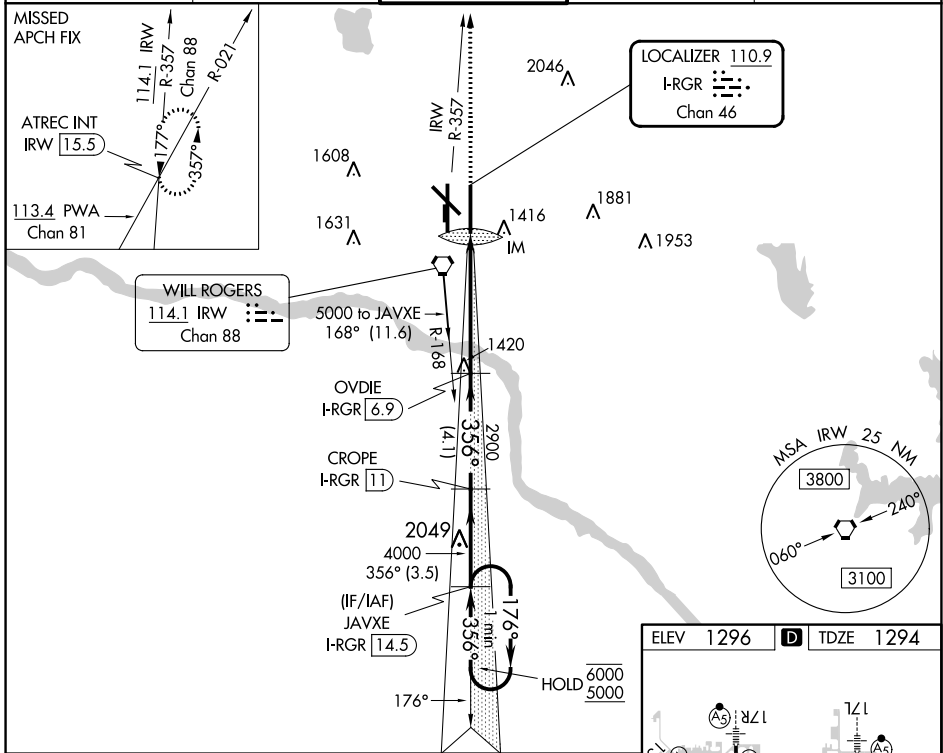 MISSED
APCH FIX
114.1 IRW
R-357
Chan 88
R-021
ATREC INT
IRW 15.5
177°
357°
113.4 PWA
Chan 81
IRW
R-357
2046
LOCALIZER 110.9
I-RGR
Chan 46
1608
1631
1416
IM
1881
1953
WILL ROGERS
114.1 IRW
Chan 88
5000 to JAVXE
168° (11.6)
R-168
1420
OVDIE
I-RGR 6.9
356°
(4.1)
2900
CROPE
I-RGR 11
2049
4000
356° (3.5)
(IF/IAF)
JAVXE
I-RGR 14.5
356°
1 min
176°
HOLD 6000
5000
176°
MSA IRW 25 NM
3800
240°
060°
3100
ELEV 1296 D TDZE 1294
A5
17R
17L
A5